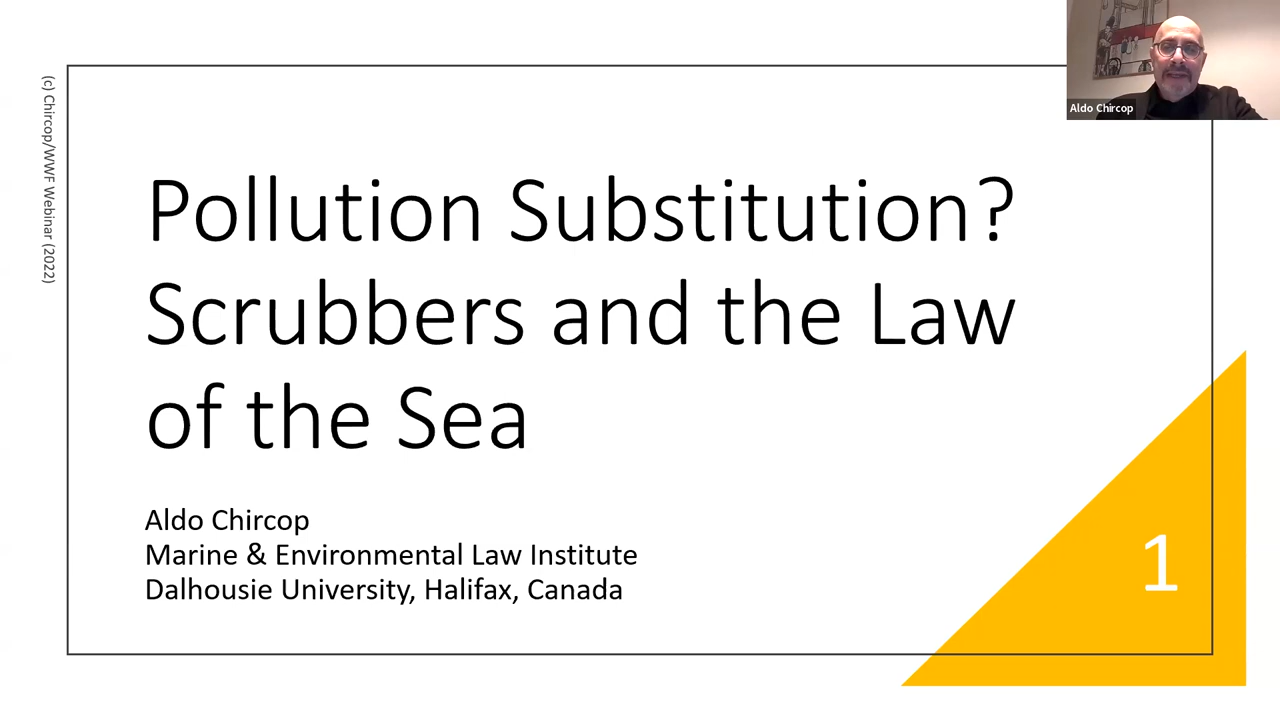 (c) Chircop/WWF Webinar (2022)
Aldo Chircop
Pollution Substitution?
Scrubbers and the Law
of the Sea
Aldo Chircop
Marine & Environmental Law Institute
Dalhousie University, Halifax, Canada
1